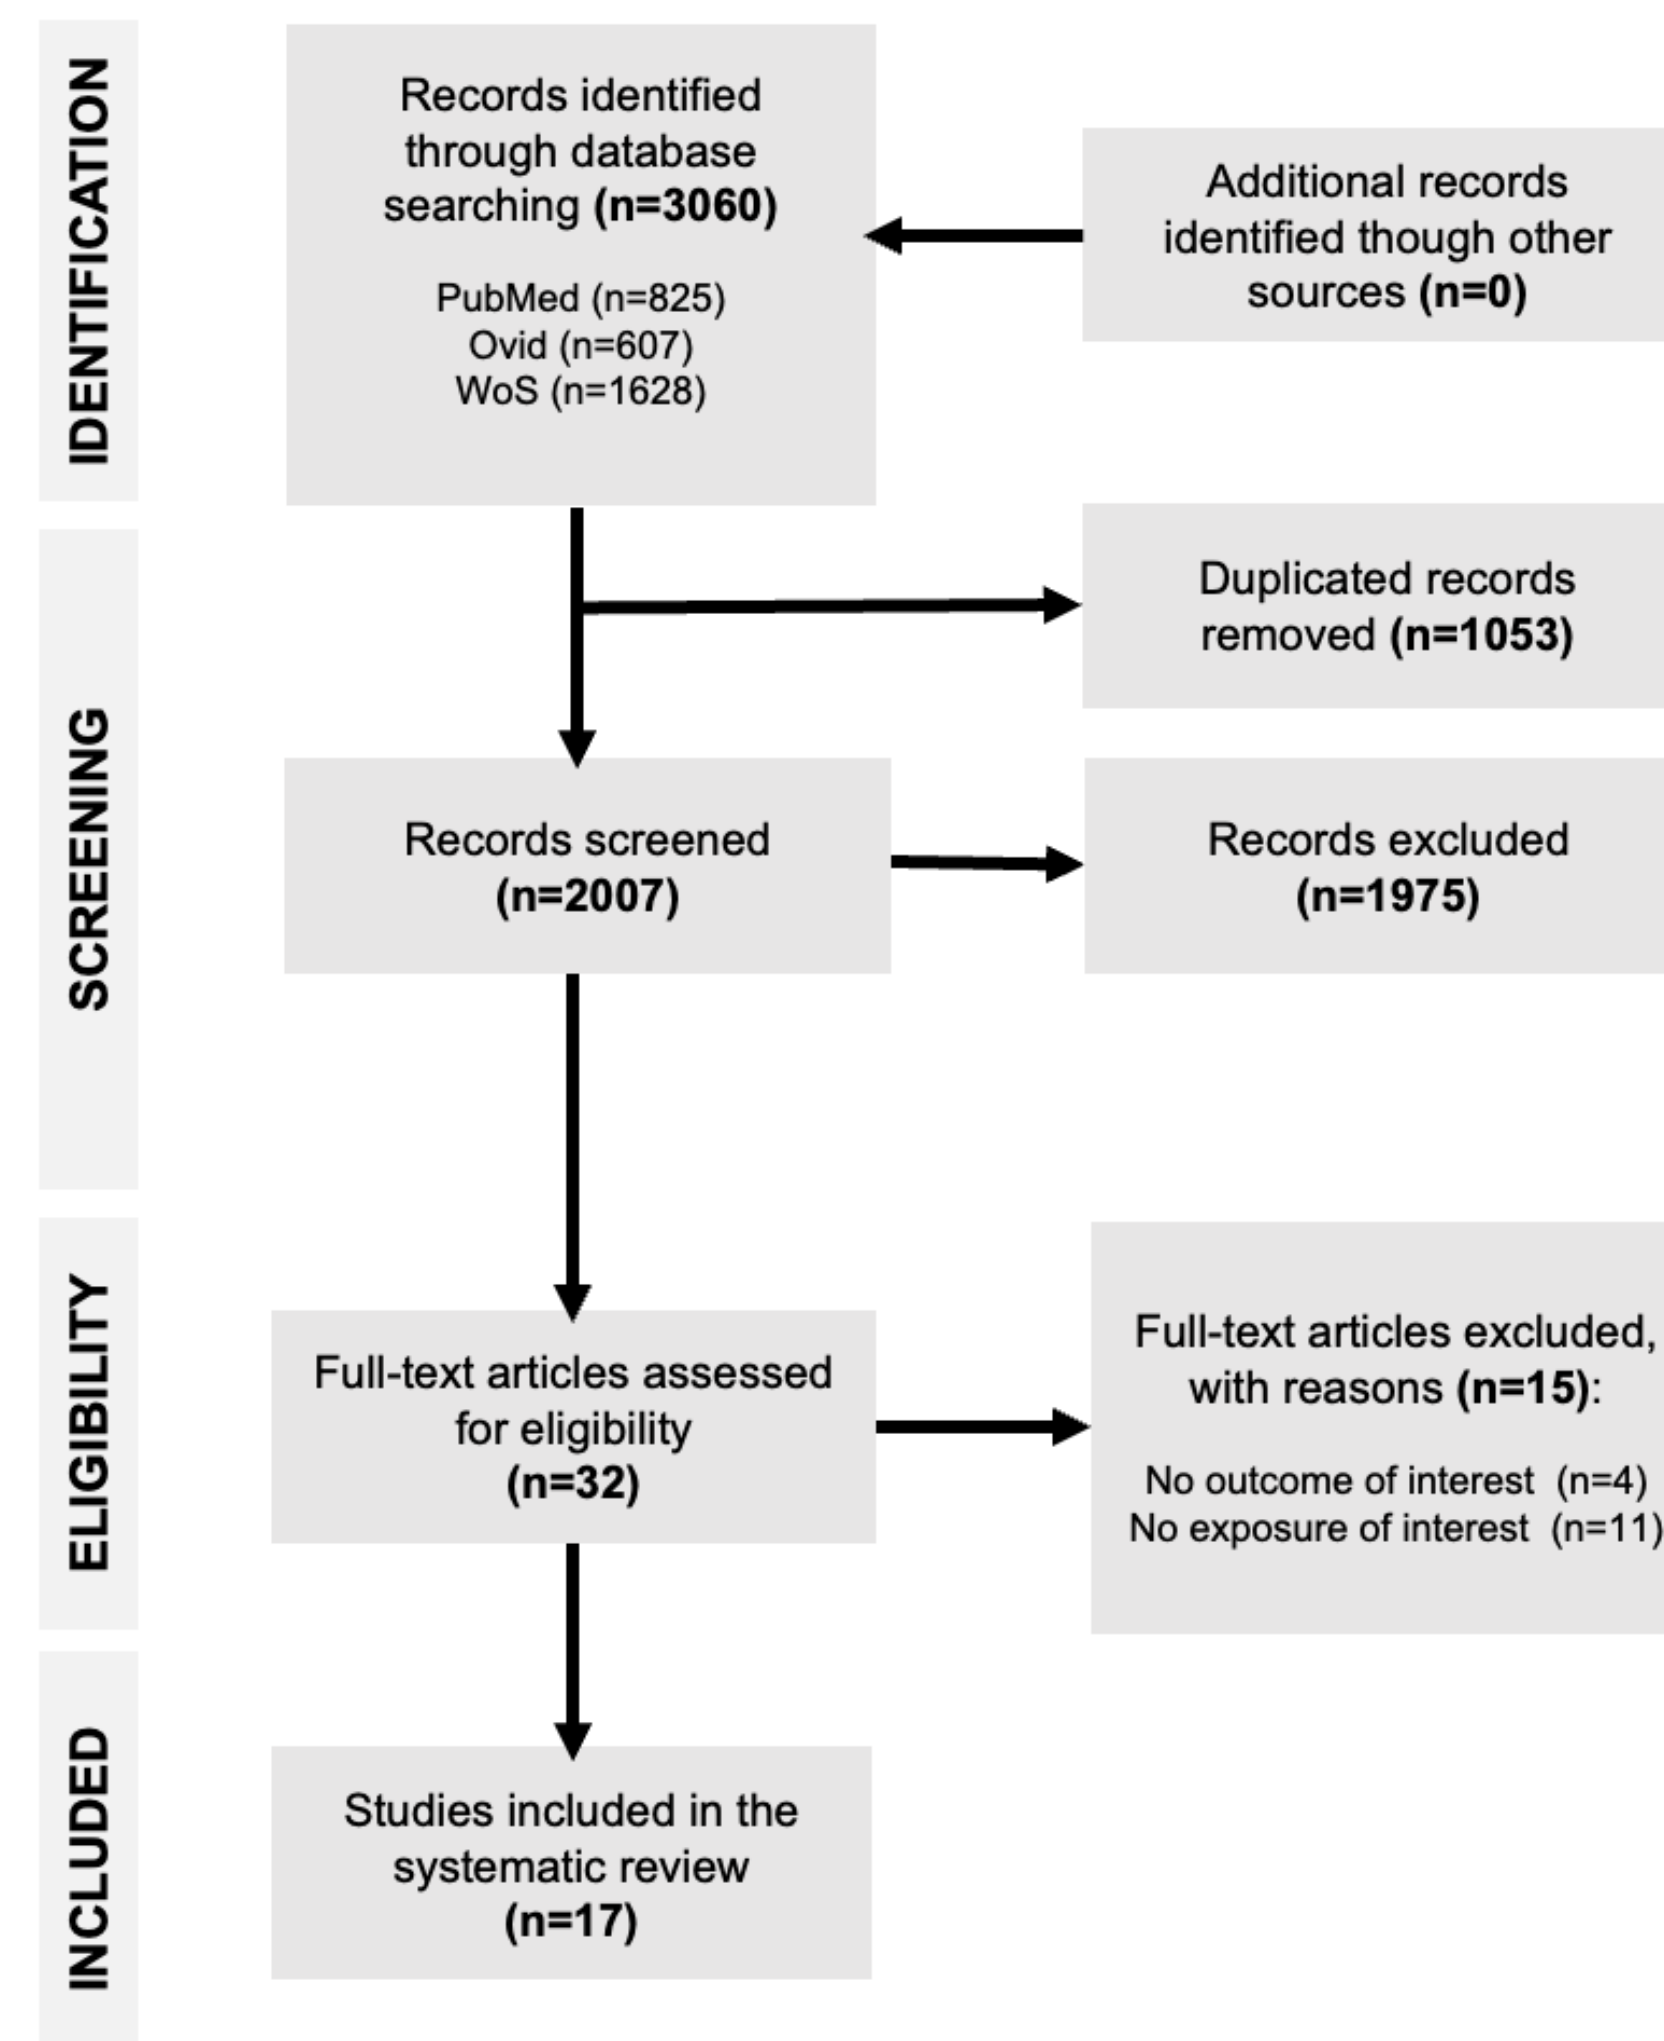 IDENTIFICATION
Records identified
through database
searching (n=3060)
PubMed (n=825)
Ovid (n=607)
WoS (n=1628)
Additional records
identified though other
sources (n=0)
SCREENING
Duplicated records
removed (n=1053)
Records screened
(n=2007)
Records excluded
(n=1975)
ELIGIBILITY
Full-text articles assessed
for eligibility
(n=32)
Full-text articles excluded,
with reasons (n=15):
No outcome of interest (n=4)
No exposure of interest (n=11)
INCLUDED
Studies included in the
systematic review
(n=17)